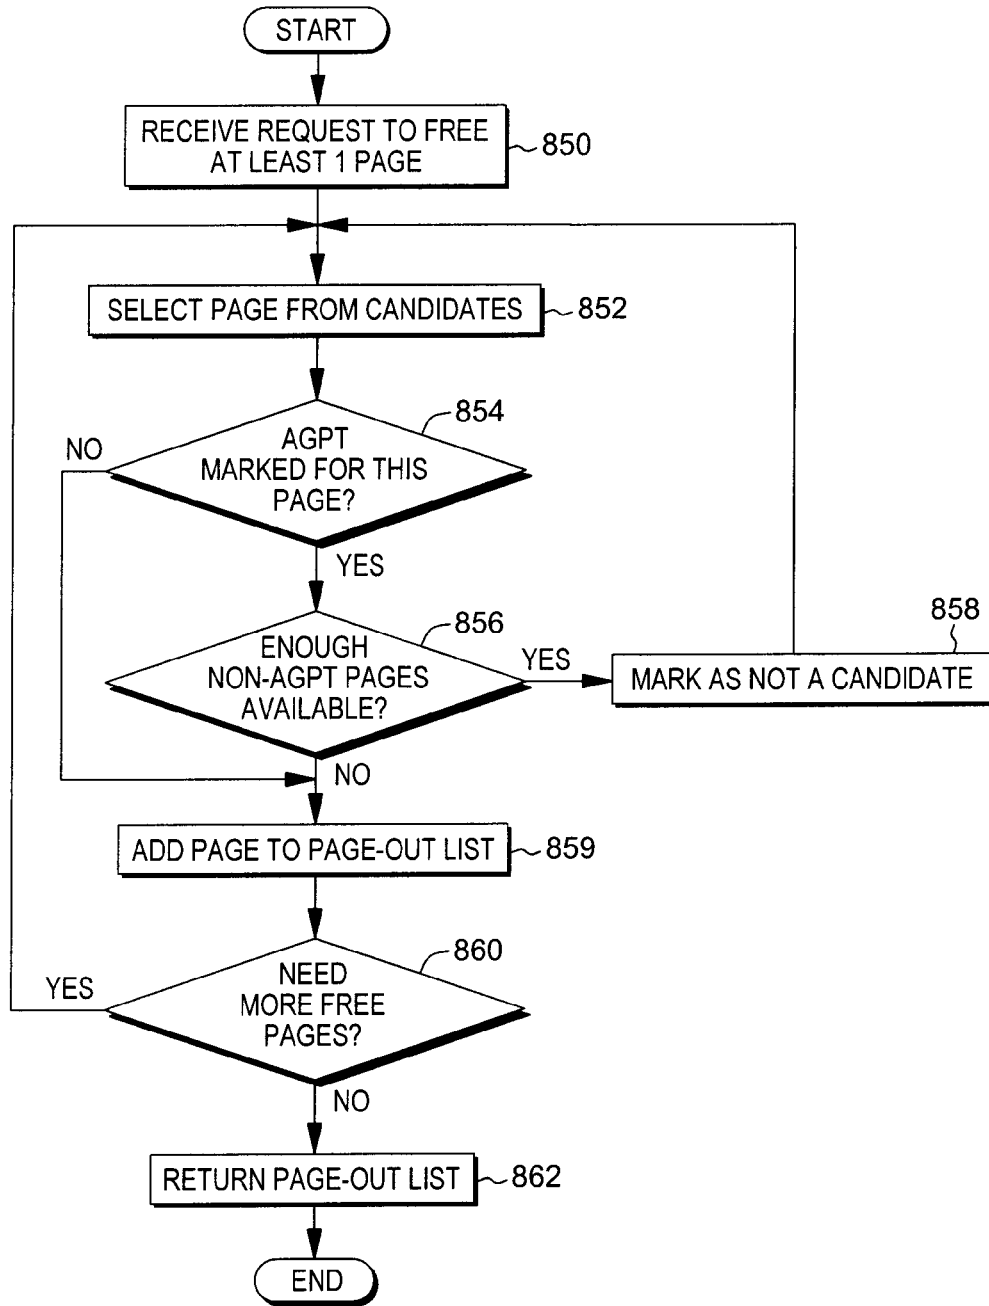 START
RECEIVE REQUEST TO FREE
AT LEAST 1 PAGE
850
SELECT PAGE FROM CANDIDATES
852
854
AGPT
MARKED FOR THIS
PAGE?
NO
YES
856
ENOUGH
NON-AGPT PAGES
AVAILABLE?
YES
858
MARK AS NOT A CANDIDATE
NO
ADD PAGE TO PAGE-OUT LIST
859
860
NEED
MORE FREE
PAGES?
YES
NO
RETURN PAGE-OUT LIST
862
END